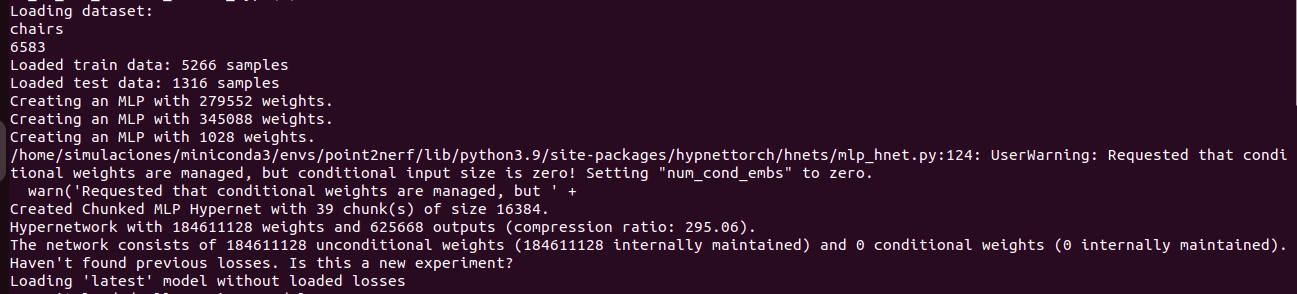 Loading dataset:
chairs
6583
Loaded train data: 5266 samples
Loaded test data: 1316 samples
Creating an MLP with 279552 weights.
Creating an MLP with 345088 weights.
Creating an MLP with 1028 weights.
/home/simulaciones/miniconda3/envs/point2nerf/lib/python3.9/site-packages/hypnettorch/hnets/mlp_hnet.py:124: UserWarning: Requested that condi
tional weights are managed, but conditional input size is zero! Setting "num_cond_embs" to zero.
  warn('Requested that conditional weights are managed, but ' +
Created Chunked MLP Hypernet with 39 chunk(s) of size 16384.
Hypernetwork with 184611128 weights and 625668 outputs (compression ratio: 295.06).
The network consists of 184611128 unconditional weights (184611128 internally maintained) and 0 conditional weights (0 internally maintained).
Haven't found previous losses. Is this a new experiment?
Loading 'latest' model without loaded losses